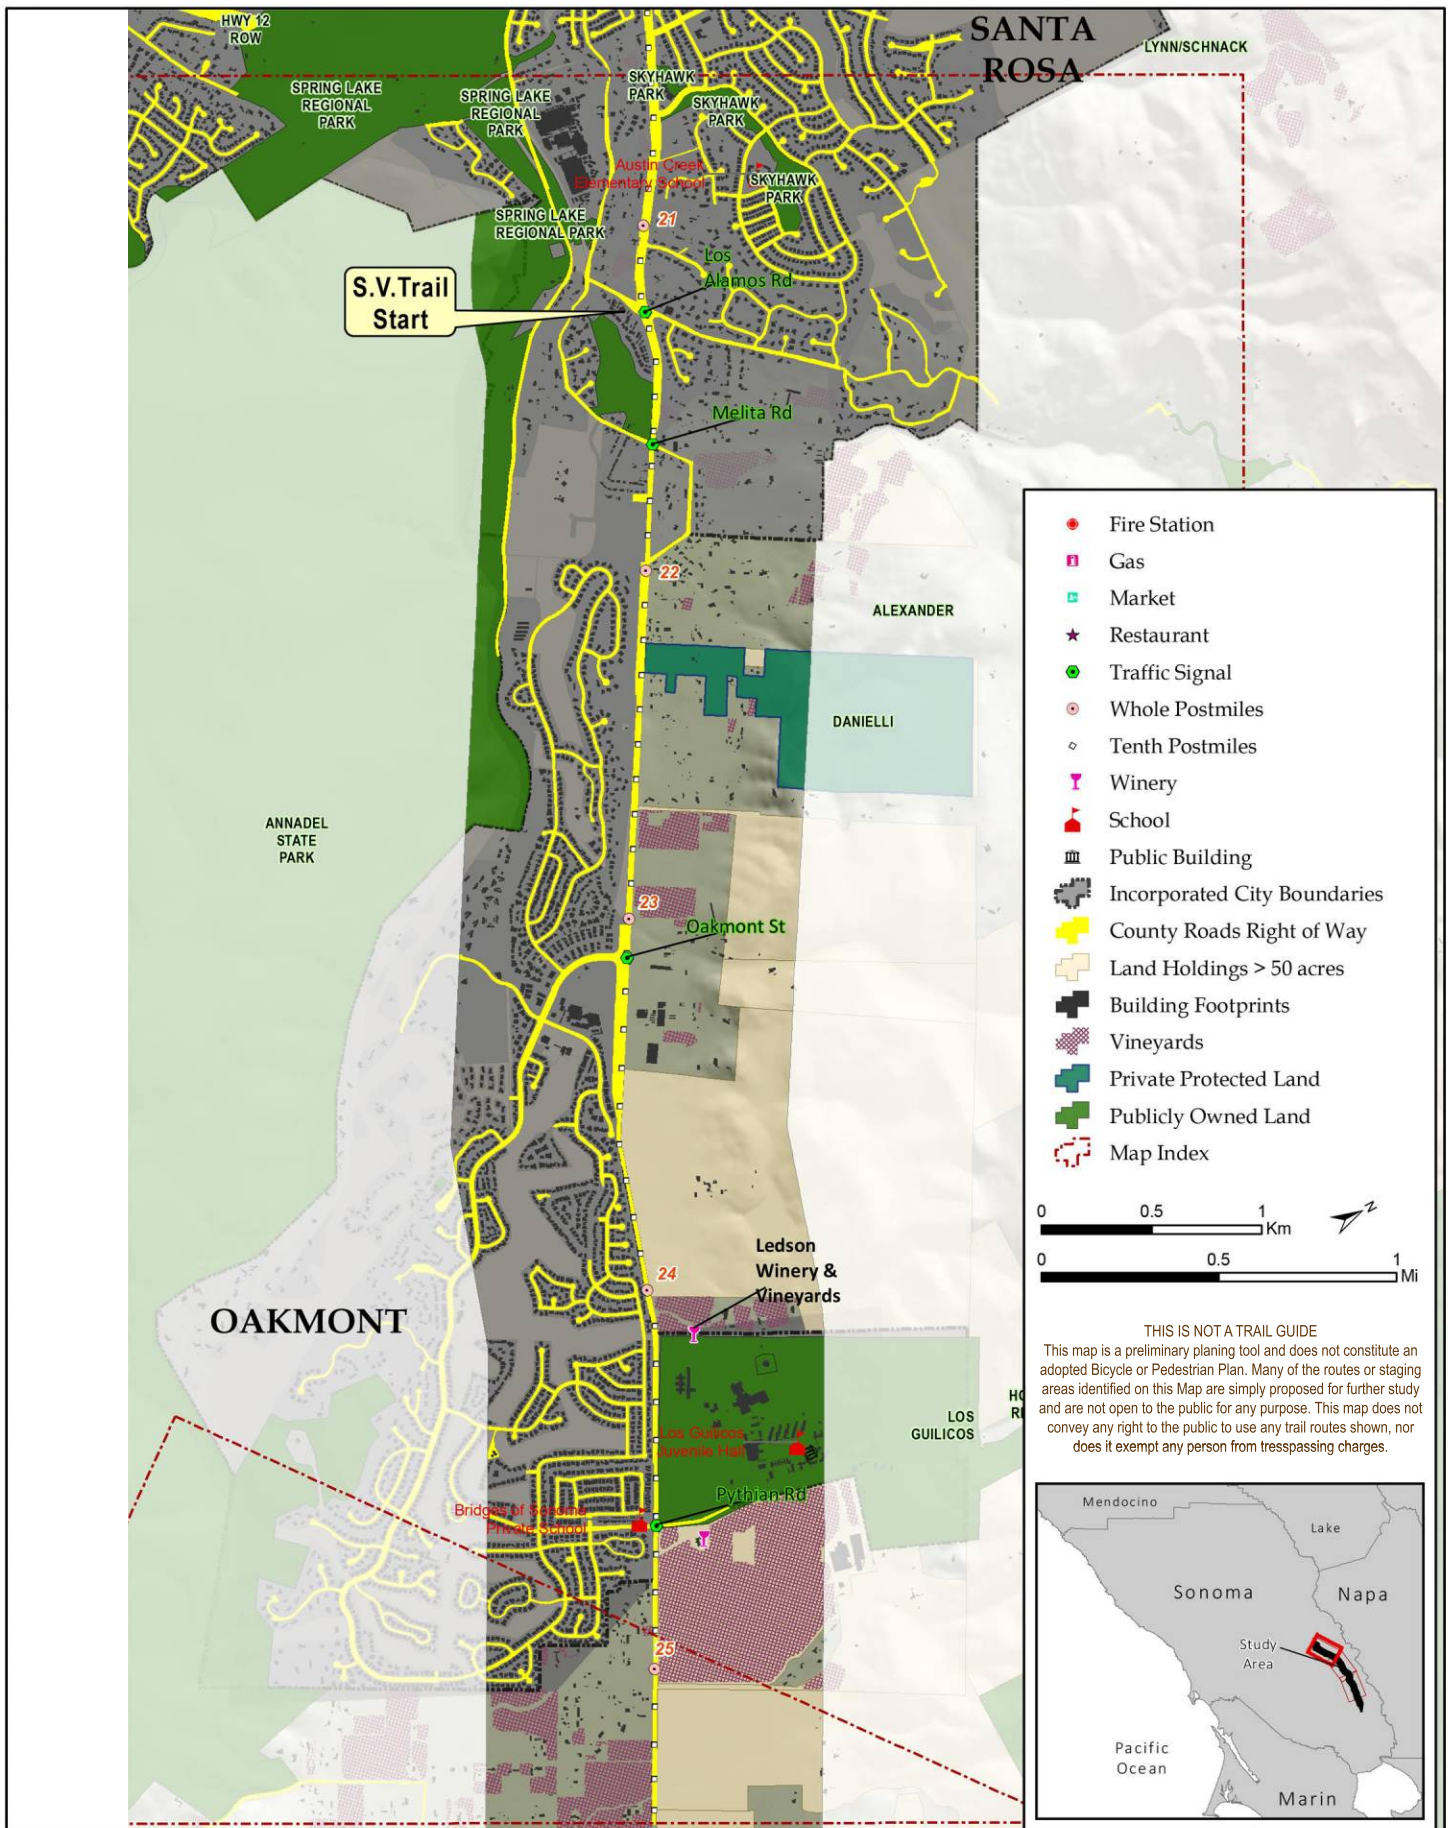 HWY 12
ROW
SANTA
ROSA
LYNN/SCHNACK
SPRING LAKE
REGIONAL
PARK
SPRING LAKE
REGIONAL
PARK
SKYHAWK
PARK
SKYHAWK
PARK
Austin Creek
Elementary School
SKYHAWK
PARK
SPRING LAKE
REGIONAL PARK
21
Los
Alamos Rd
S.V.Trail
Start
Melita Rd
22
ALEXANDER
DANIELLI
ANNADEL
STATE
PARK
23
Oakmont St
24
Ledson
Winery &
Vineyards
OAKMONT
LOS
GUILICOS
Los Guilicos
Juvenile Hall
Pythian Rd
Bridges of Sonoma
Private School
25
Fire Station
Gas
Market
Restaurant
Traffic Signal
Whole Postmiles
Tenth Postmiles
Winery
School
Public Building
Incorporated City Boundaries
County Roads Right of Way
Land Holdings > 50 acres
Building Footprints
Vineyards
Private Protected Land
Publicly Owned Land
Map Index
0 0.5 1
Km
N
0 0.5 1
Mi
THIS IS NOT A TRAIL GUIDE
This map is a preliminary planing tool and does not constitute an
adopted Bicycle or Pedestrian Plan. Many of the routes or staging
areas identified on this Map are simply proposed for further study
and are not open to the public for any purpose. This map does not
convey any right to the public to use any trail routes shown, nor
does it exempt any person from tresspassing charges.
Mendocino
Lake
Sonoma
Napa
Study
Area
Pacific
Ocean
Marin